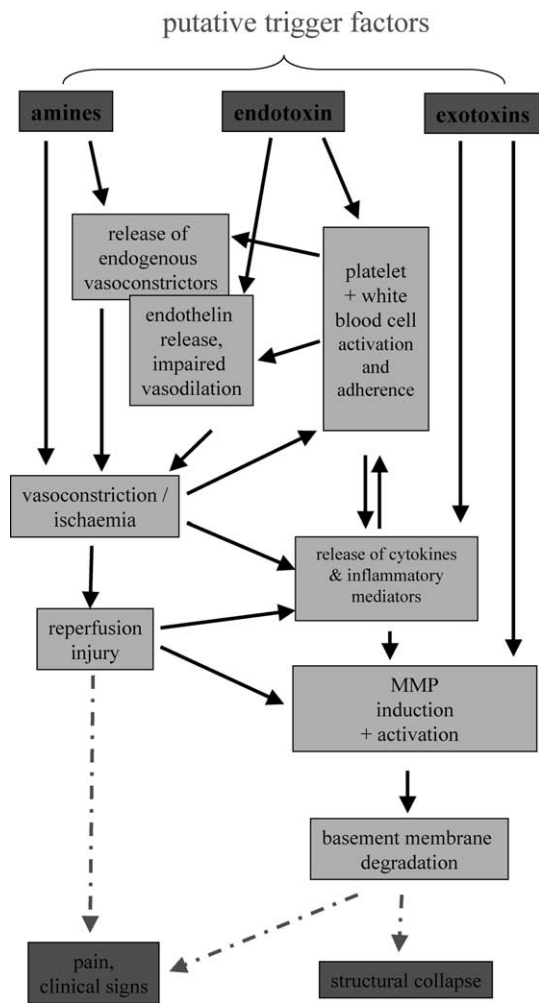 putative trigger factors
amines
endotoxin
exotoxins
release of
endogenous
vasoconstrictors
endothelin
release,
impaired
vasodilation
platelet
+ white
blood cell
activation
and
adherence
vasoconstriction /
ischaemia
release of cytokines
& inflammatory
mediators
reperfusion
injury
MMP
induction
+ activation
basement membrane
degradation
pain,
clinical signs
structural collapse